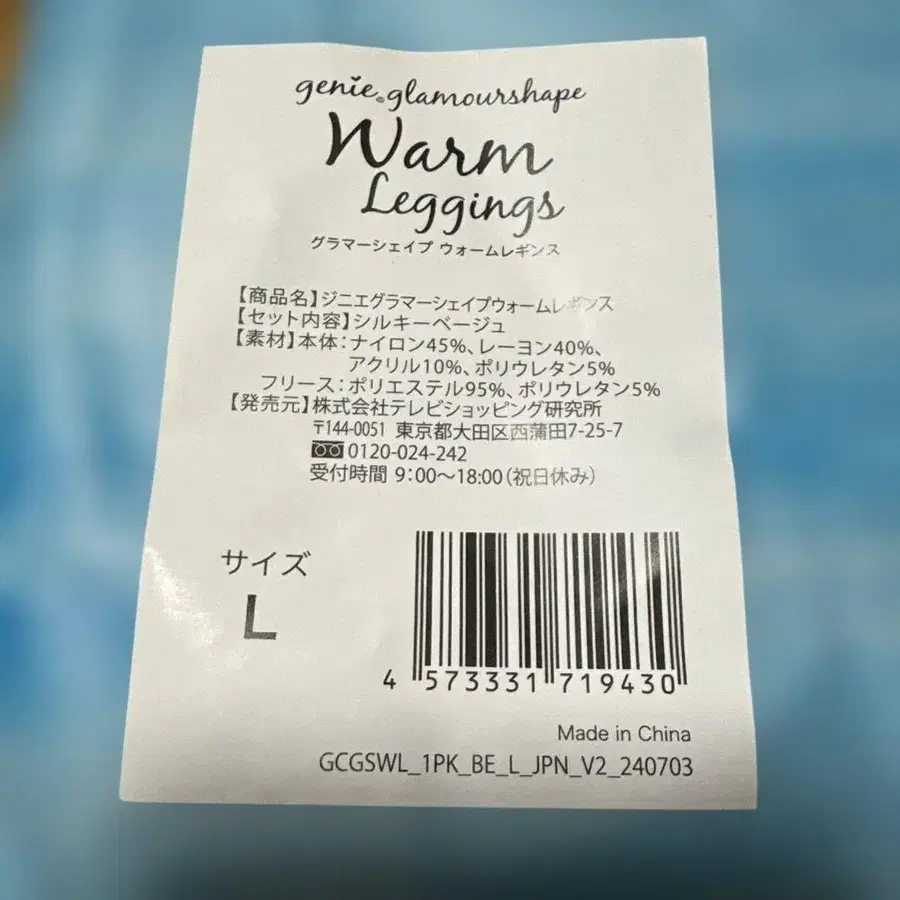 genie® glamourshape
Warm
Leggings
グラマーシェイプ ウォームレギンス
【商品名】ジニエグラマーシェイプウォームレギンス
【セット内容】シルキーベージュ
【素材】本体：ナイロン45%、レーヨン40%、
アクリル10%、ポリウレタン5%
フリース：ポリエステル95%、ポリウレタン5%
【発売元】株式会社テレビショッピング研究所
〒144-0051 東京都大田区西蒲田7-25-7
0120-024-242
受付時間 9:00〜18:00（祝日休み）
サイズ
L
4 573331 719430
Made in China
GCGSWL_1PK_BE_L_JPN_V2_240703